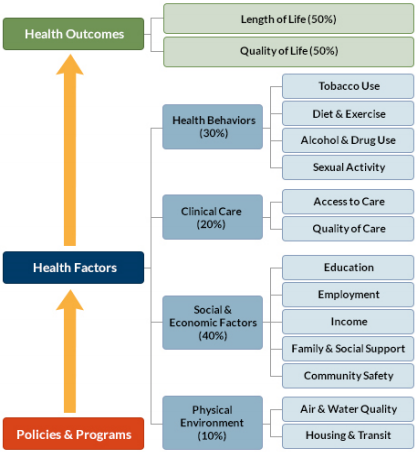 Health Outcomes
Length of Life (50%)
Quality of Life (50%)
Health Factors
Health Behaviors
(30%)
Tobacco Use
Diet & Exercise
Alcohol & Drug Use
Sexual Activity
Clinical Care
(20%)
Access to Care
Quality of Care
Social &
Economic Factors
(40%)
Education
Employment
Income
Family & Social Support
Community Safety
Physical
Environment
(10%)
Air & Water Quality
Housing & Transit
Policies & Programs